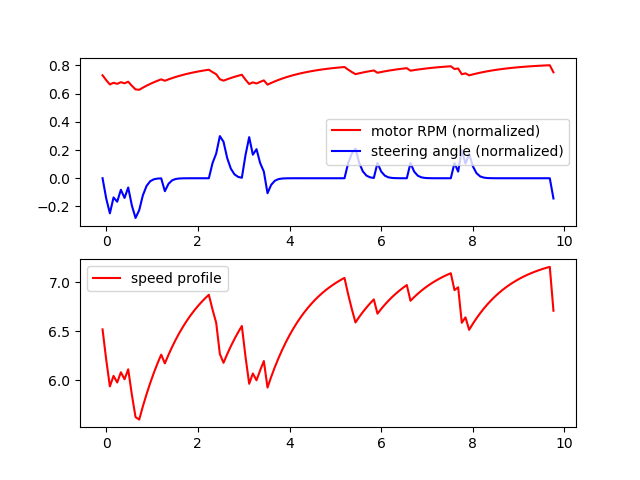 0.8
0.6
0.4
0.2
0.0
−0.2
motor RPM (normalized)
steering angle (normalized)
0 2 4 6 8 10
7.0
6.5
6.0
speed profile
0 2 4 6 8 10